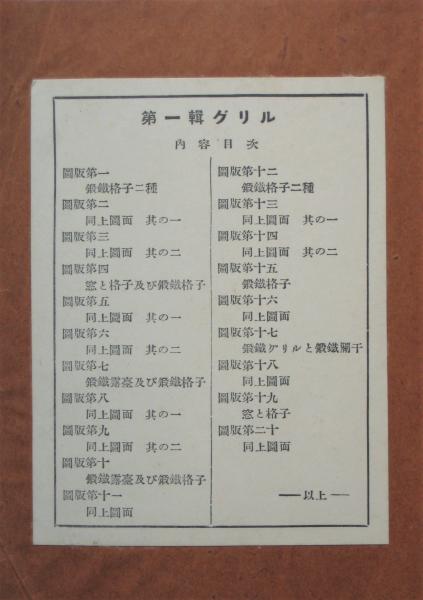 第一輯グリル
內容目次
圖版第一
鍛鐵格子二種
圖版第二
同上圖面 其の一
圖版第三
同上圖面 其の二
圖版第四
窓と格子及び鍛鐵格子
圖版第五
同上圖面 其の一
圖版第六
同上圖面 其の二
圖版第七
鍛鐵露臺及び鍛鐵格子
圖版第八
同上圖面 其の一
圖版第九
同上圖面 其の二
圖版第十
鍛鐵露臺及び鍛鐵格子
圖版第十一
同上圖面
圖版第十二
鍛鐵格子二種
圖版第十三
同上圖面 其の一
圖版第十四
同上圖面 其の二
圖版第十五
鍛鐵格子
圖版第十六
同上圖面
圖版第十七
鍛鐵グリルと鍛鐵闌干
圖版第十八
同上圖面
圖版第十九
窓と格子
圖版第二十
同上圖面
──以上──